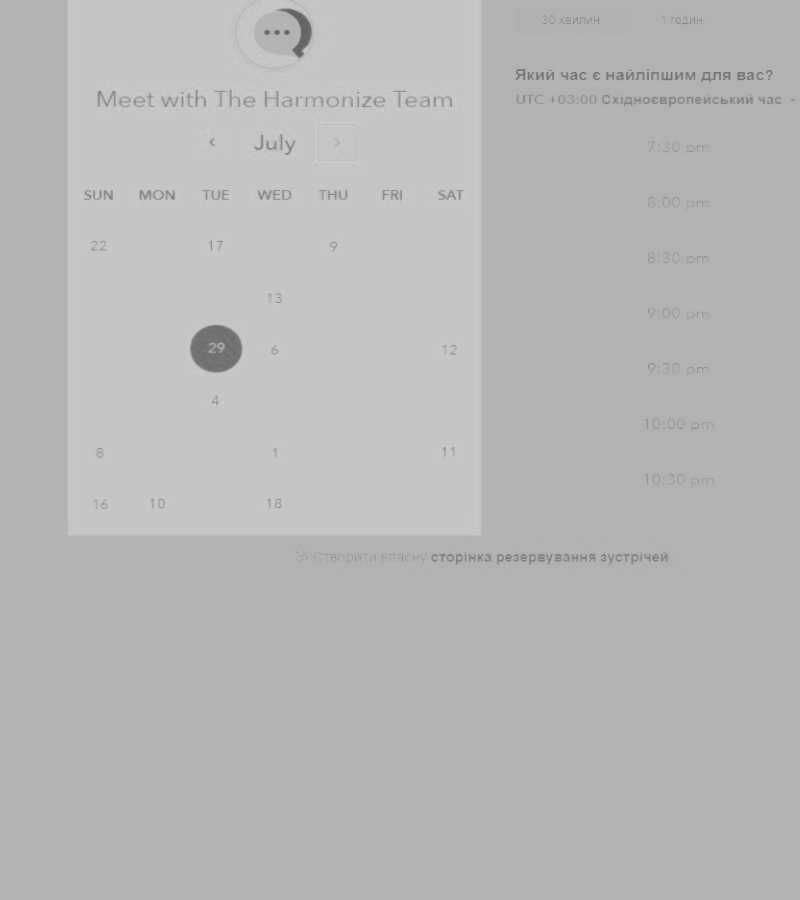 Meet with The Harmonize Team
July
SUN MON TUE WED THU FRI SAT
22 17 9
13
29 6 12
4
8 1 11
16 10 18
30 хвилин 1 годин
Який час є найліпшим для вас?
UTC +03:00 Східноєвропейський час
7:30 pm
8:00 pm
8:30 pm
9:00 pm
9:30 pm
10:00 pm
10:30 pm
Створити власну сторінка резервування зустрічей